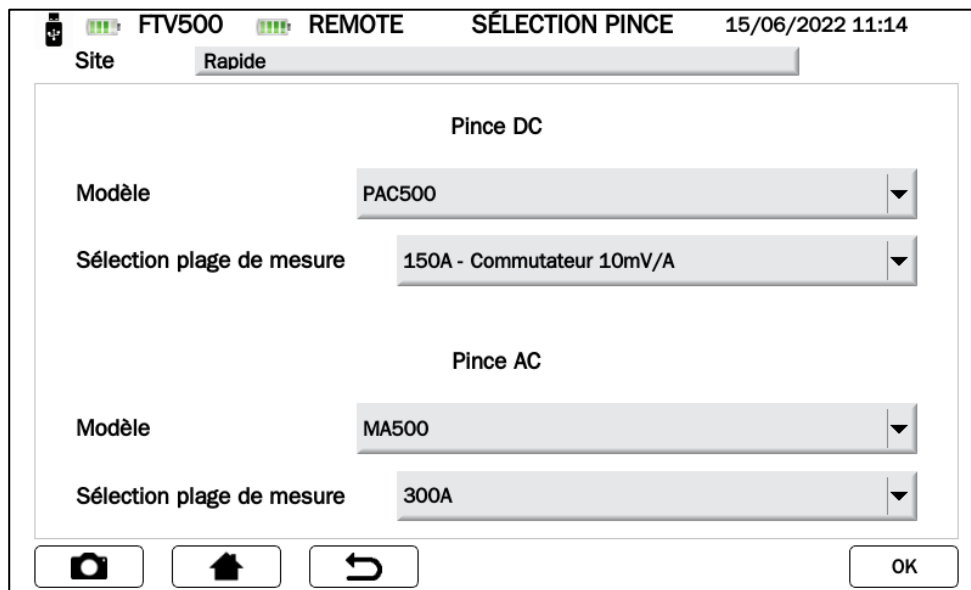 FTV500 REMOTE SÉLECTION PINCE 15/06/2022 11:14
Site Rapide
Pince DC
Modèle PAC500
Sélection plage de mesure 150A - Commutateur 10mV/A
Pince AC
Modèle MA500
Sélection plage de mesure 300A
OK